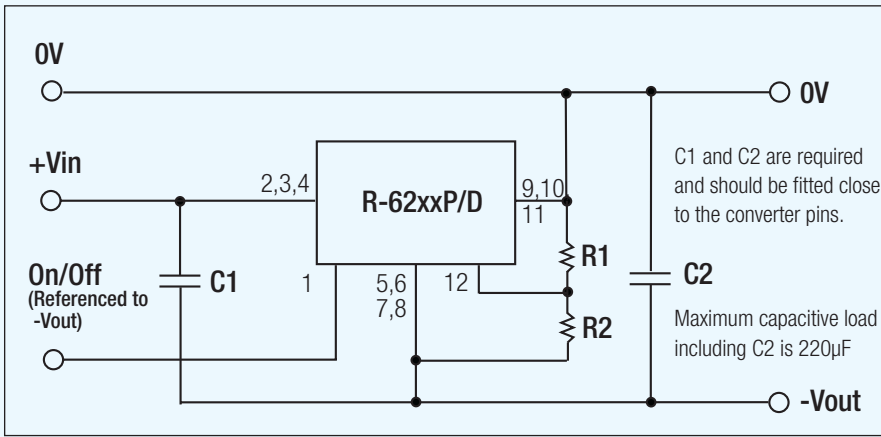 0V
0V
+Vin
2,3,4
R-62xxP/D
9,10
11
C1 and C2 are required
and should be fitted close
to the converter pins.
On/Off
(Referenced to
-Vout)
C1
1
5,6
7,8
12
R1
R2
C2
Maximum capacitive load
including C2 is 220µF
-Vout